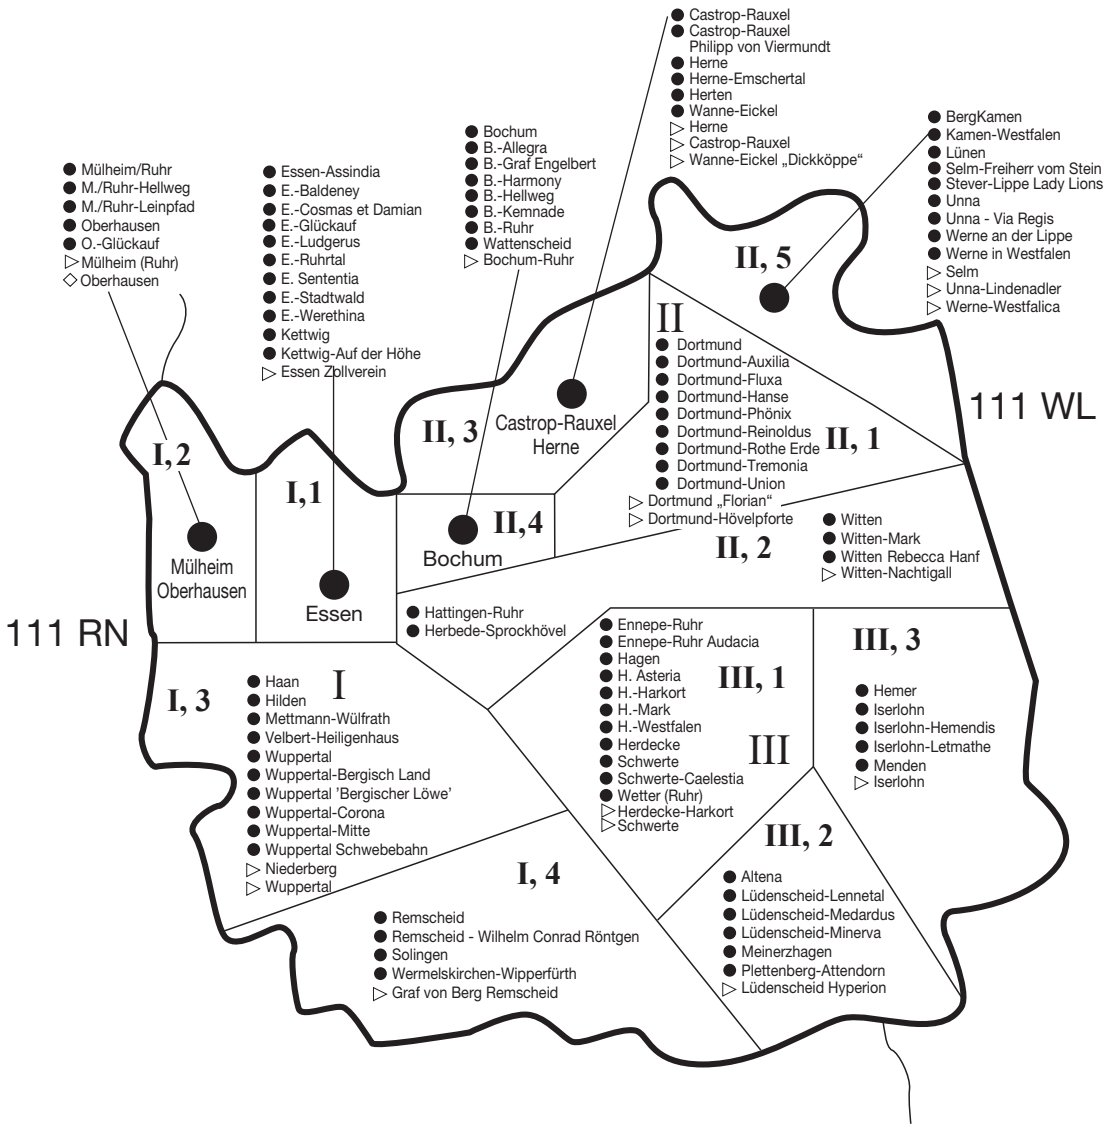 Castrop-Rauxel
Castrop-Rauxel
Philipp von Viermundt
Herne
Herne-Emschertal
Herten
Wanne-Eickel
Herne
Castrop-Rauxel
Wanne-Eickel „Dickköppe“
BergKamen
Kamen-Westfalen
Lünen
Selm-Freiherr vom Stein
Stever-Lippe Lady Lions
Unna
Unna - Via Regis
Werne an der Lippe
Werne in Westfalen
Selm
Unna-Lindenadler
Werne-Westfalica
Bochum
B.-Allegra
B.-Graf Engelbert
B.-Harmony
B.-Hellweg
B.-Kemnade
B.-Ruhr
Wattenscheid
Bochum-Ruhr
Mülheim/Ruhr
M./Ruhr-Hellweg
M./Ruhr-Leinpfad
Oberhausen
O.-Glückauf
Mülheim (Ruhr)
Oberhausen
Essen-Assindia
E.-Baldeney
E.-Cosmas et Damian
E.-Glückauf
E.-Ludgerus
E.-Ruhrtal
E. Sententia
E.-Stadtwald
E.-Werethina
Kettwig
Kettwig-Auf der Höhe
Essen Zollverein
II, 5
II
Dortmund
Dortmund-Auxilia
Dortmund-Fluxa
Dortmund-Hanse
Dortmund-Phönix
Dortmund-Reinoldus
Dortmund-Rothe Erde
Dortmund-Tremonia
Dortmund-Union
Dortmund „Florian“
Dortmund-Hövelpforte
II, 1
111 WL
II, 3
Castrop-Rauxel
Herne
I,2
I,1
II,4
Bochum
Mülheim
Oberhausen
Essen
II, 2
Witten
Witten-Mark
Witten Rebecca Hanf
Witten-Nachtigall
Hattingen-Ruhr
Herbede-Sprockhövel
111 RN
I, 3
I
Haan
Hilden
Mettmann-Wülfrath
Velbert-Heiligenhaus
Wuppertal
Wuppertal-Bergisch Land
Wuppertal 'Bergischer Löwe'
Wuppertal-Corona
Wuppertal-Mitte
Wuppertal Schwebebahn
Niederberg
Wuppertal
Ennepe-Ruhr
Ennepe-Ruhr Audacia
Hagen
H. Asteria
H.-Harkort
H.-Mark
H.-Westfalen
Herdecke
Schwerte
Schwerte-Caelestia
Wetter (Ruhr)
Herdecke-Harkort
Schwerte
III, 1
III
III, 3
Hemer
Iserlohn
Iserlohn-Hemendis
Iserlohn-Letmathe
Menden
Iserlohn
III, 2
Altena
Lüdenscheid-Lennetal
Lüdenscheid-Medardus
Lüdenscheid-Minerva
Meinerzhagen
Plettenberg-Attendorn
Lüdenscheid Hyperion
I, 4
Remscheid
Remscheid - Wilhelm Conrad Röntgen
Solingen
Wermelskirchen-Wipperfürth
Graf von Berg Remscheid